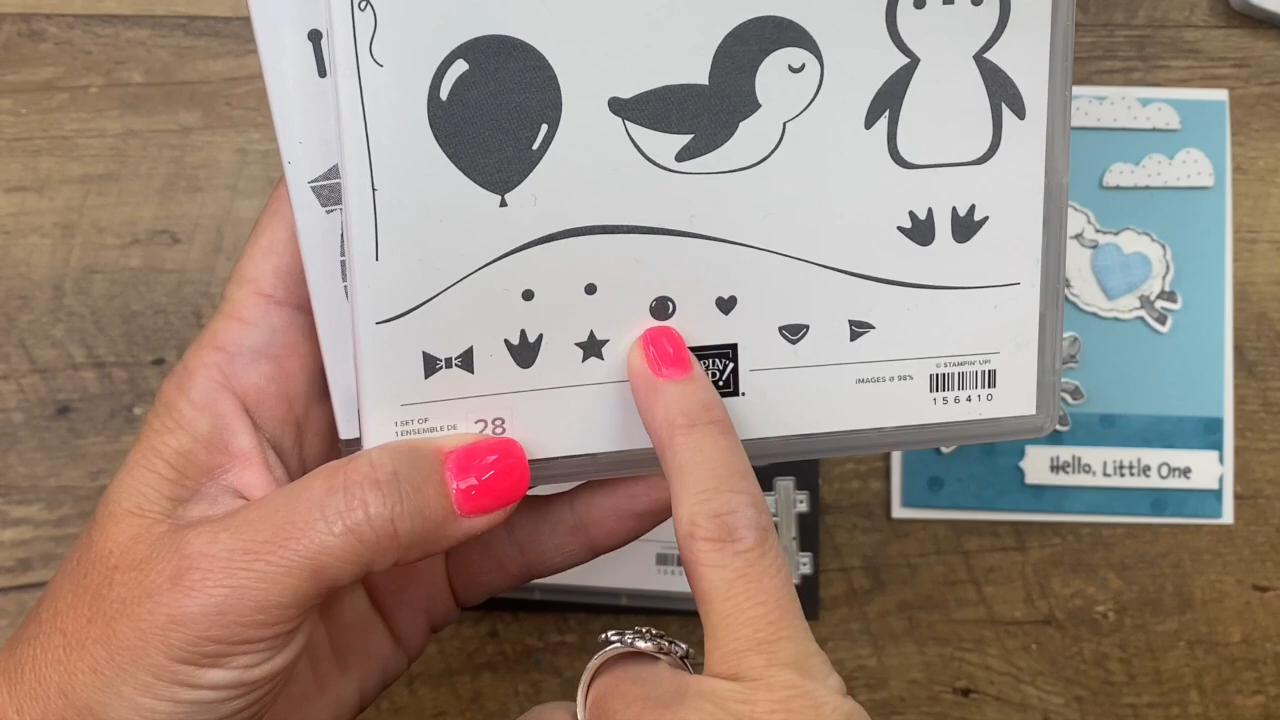 © STAMPIN' UP!
IMAGES @ 98%
156410
1 SET OF
1 ENSEMBLE DE
28
Hello, Little One